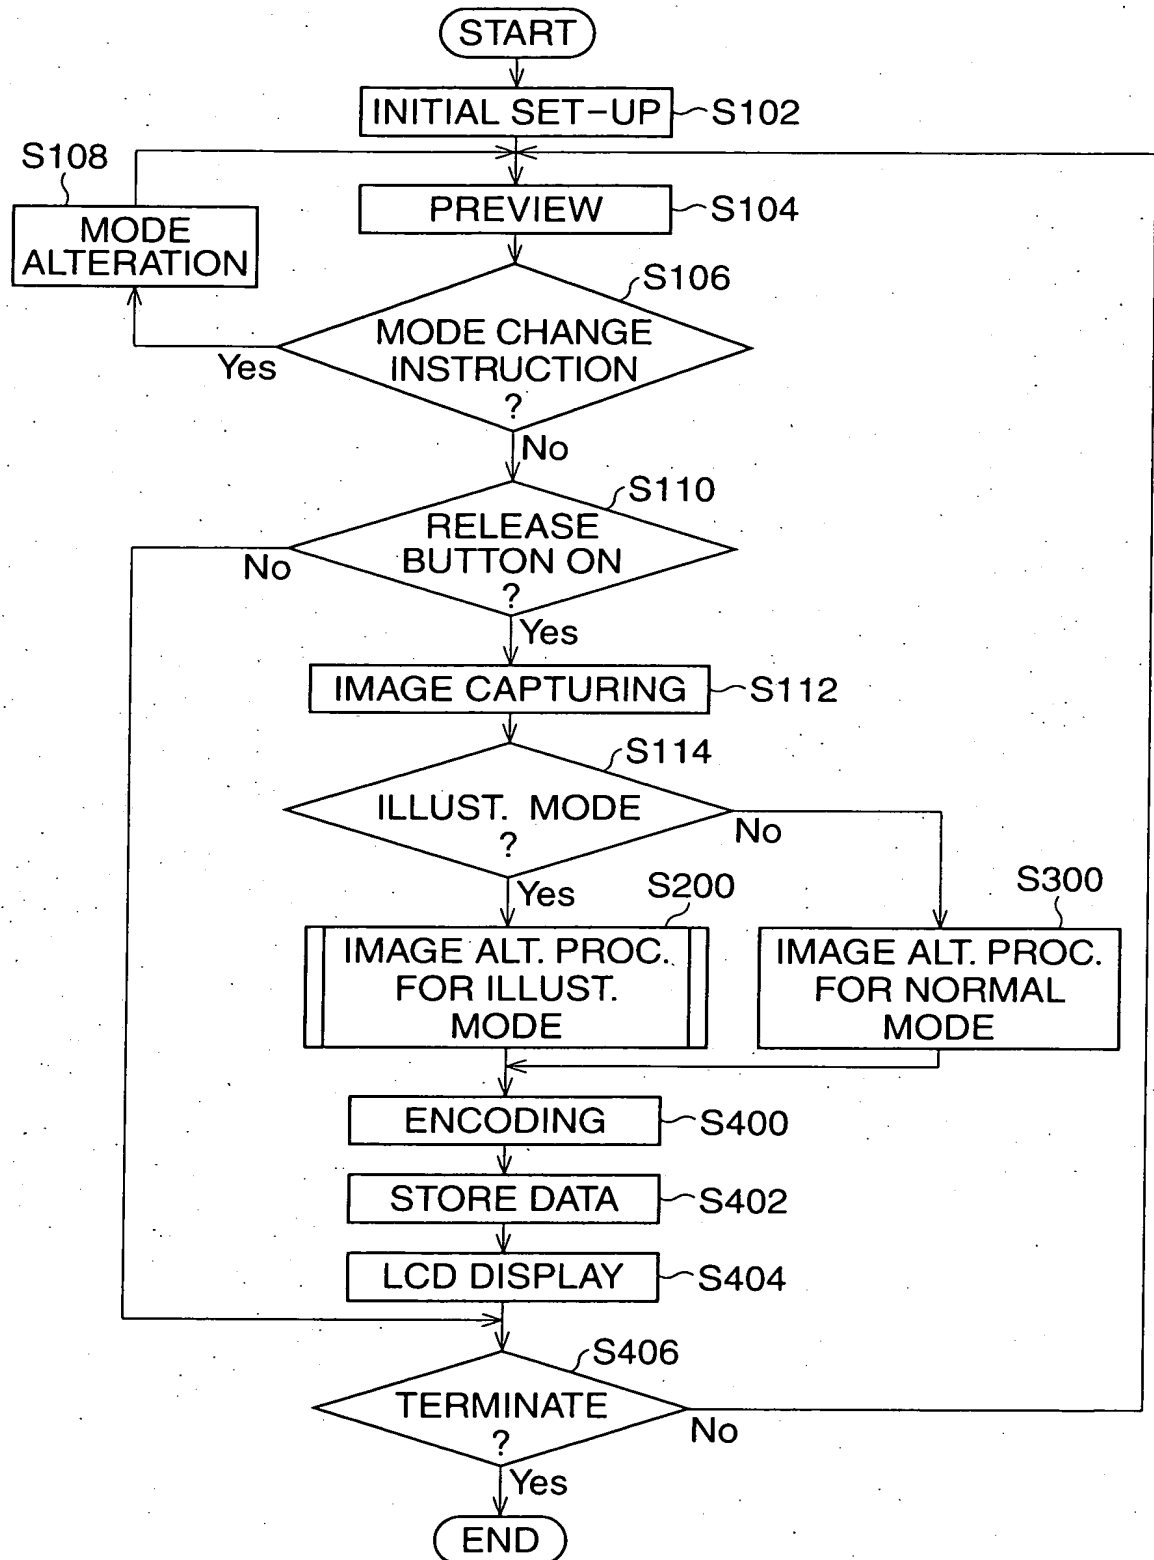 START
INITIAL SET-UP
S102
S108
MODE
ALTERATION
PREVIEW
S104
S106
MODE CHANGE
INSTRUCTION
?
Yes
No
S110
RELEASE
BUTTON ON
?
No
Yes
IMAGE CAPTURING
S112
S114
ILLUST. MODE
?
No
Yes
S200
IMAGE ALT. PROC.
FOR ILLUST.
MODE
S300
IMAGE ALT. PROC.
FOR NORMAL
MODE
ENCODING
S400
STORE DATA
S402
LCD DISPLAY
S404
S406
TERMINATE
?
No
Yes
END